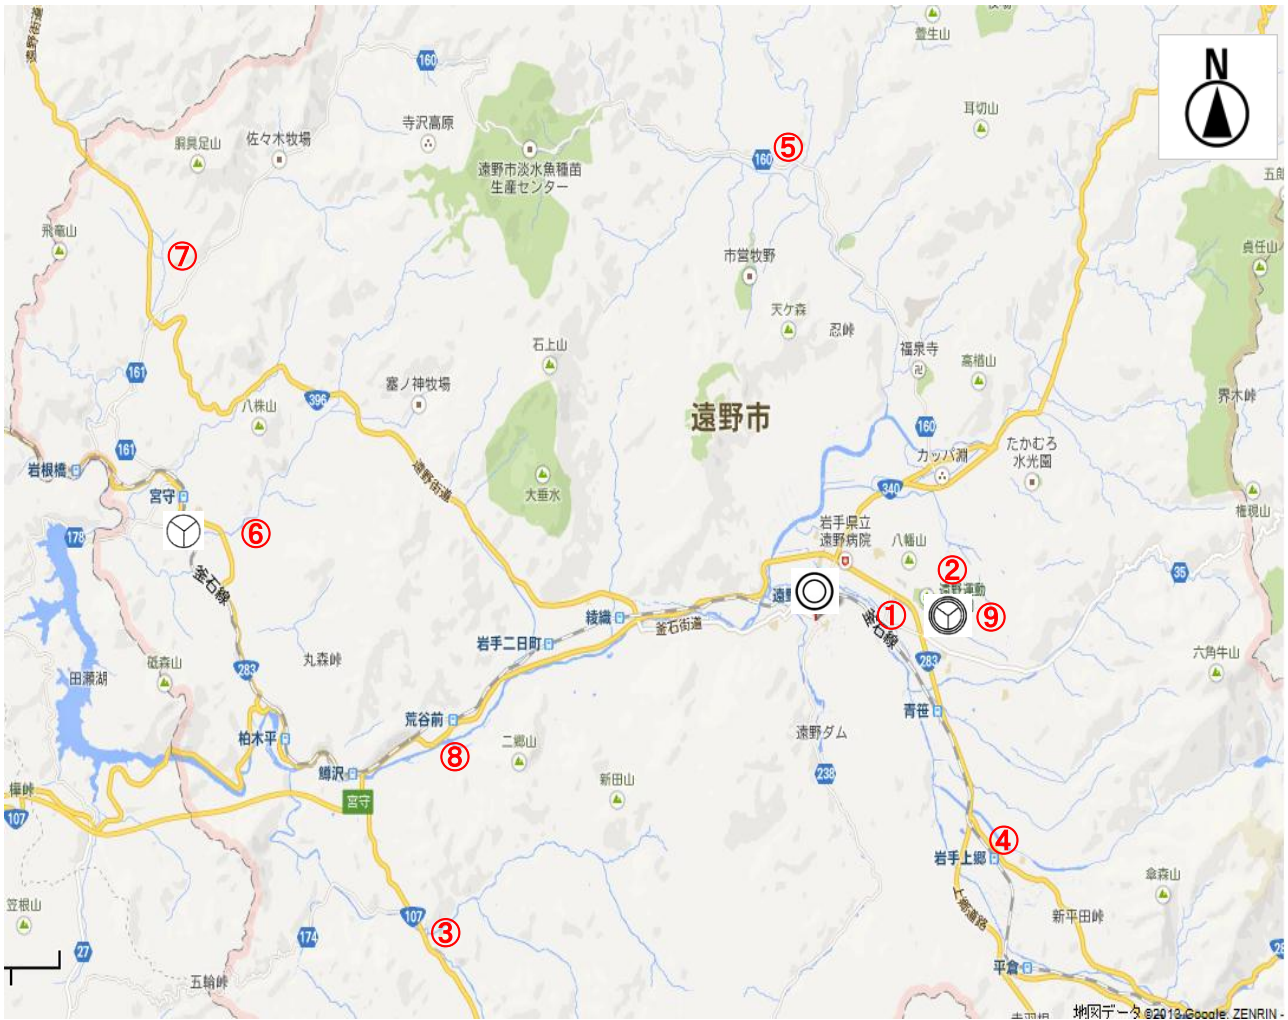 遠野街道
160
萱生山
N
耳切山
寺沢高原
佐々木牧場
胴具足山
遠野市淡水魚種苗
生産センター
⑤
160
飛竜山
⑦
市営牧野
貞任山
天ケ森
忍峠
福泉寺
石上山
高楢山
161
寒ノ神牧場
396
八株山
遠野市
界木峠
160
161
たかむろ
水光園
カッパ淵
岩根橋
宮守
遠野街道
大垂水
340
権現山
178
⑥
岩手県立
遠野病院
八幡山
②
35
釜石線
遠野運動
①
⑨
綾織
釜石街道
釜石線
岩手二日町
丸森峠
283
283
六角牛山
砥森山
田瀬湖
荒谷前
青笹
柏木平
⑧
二郷山
遠野ダム
鱒沢
新田山
238
宮守
107
④
岩手上郷
傘森山
笠根山
107
③
上郷道路
新平田峠
174
27
五輪峠
平倉
地図データ ©2013 Google, ZENRIN -